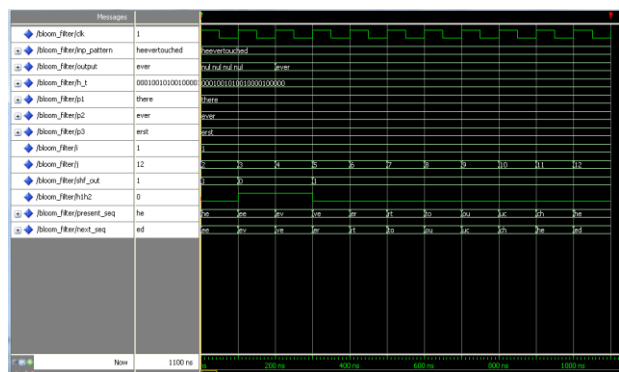 Messages
/bloom_filter/clk 1
/bloom_filter/inp_pattern heevertouched heevertouched
/bloom_filter/output ever nul nul nul nul ever
/bloom_filter/h_t 0001001010010000 0001001010010000100000
/bloom_filter/p1 there there
/bloom_filter/p2 ever ever
/bloom_filter/p3 erst erst
/bloom_filter/i 1 1
/bloom_filter/j 12 2 3 4 5 6 7 8 9 10 11 12
/bloom_filter/shf_out 1 0
/bloom_filter/h1h2 0
/bloom_filter/present_seq he he ee ev ve er rt to ou uc ch he
/bloom_filter/next_seq ed ee ev ve er rt to ou uc ch he ed
Now 1100 ns ns 200 ns 400 ns 600 ns 800 ns 1000 ns